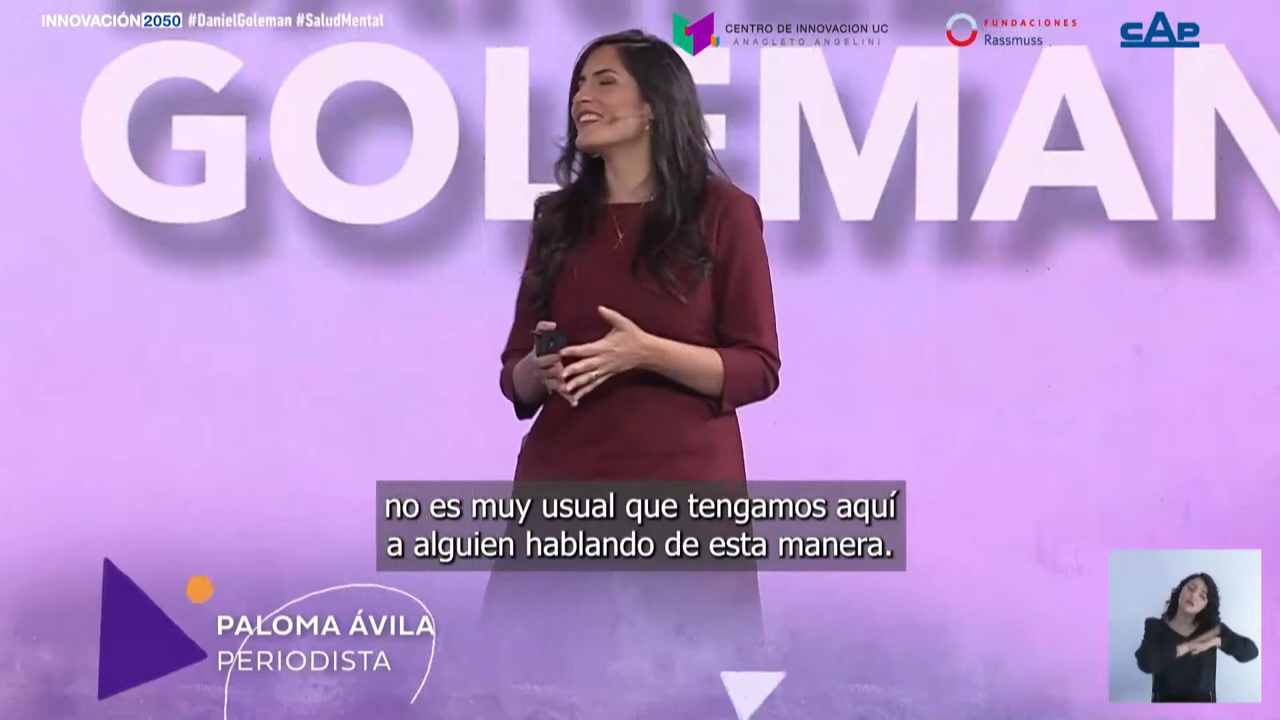 INNOVACIÓN2050 #DanielGoleman #SaludMental
CENTRO DE INNOVACION UC
ANACLETO ANGELINI
FUNDACIONES
Rassmuss
CAP
GOLEMAN
no es muy usual que tengamos aquí
a alguien hablando de esta manera.
PALOMA ÁVILA
PERIODISTA